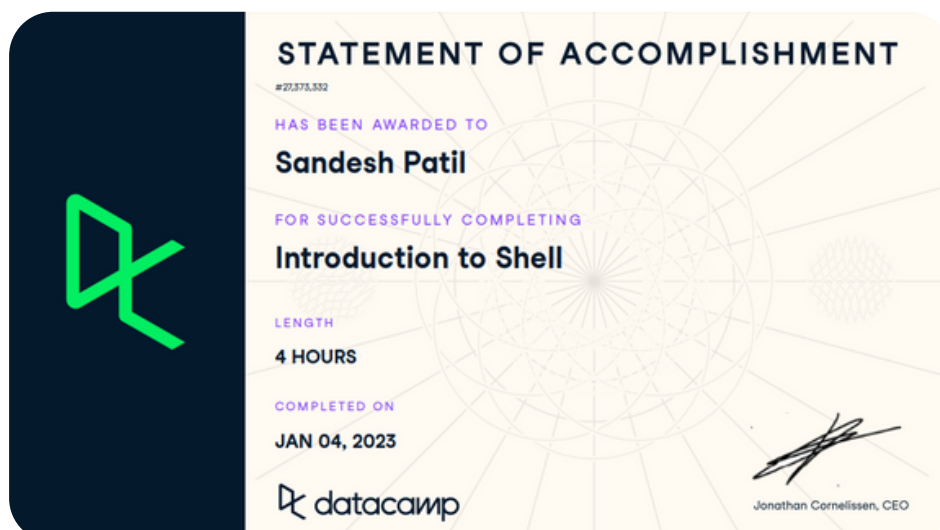 STATEMENT OF ACCOMPLISHMENT
#27,373,332
HAS BEEN AWARDED TO
Sandesh Patil
FOR SUCCESSFULLY COMPLETING
Introduction to Shell
LENGTH
4 HOURS
COMPLETED ON
JAN 04, 2023
datacamp
Jonathan Cornelissen, CEO